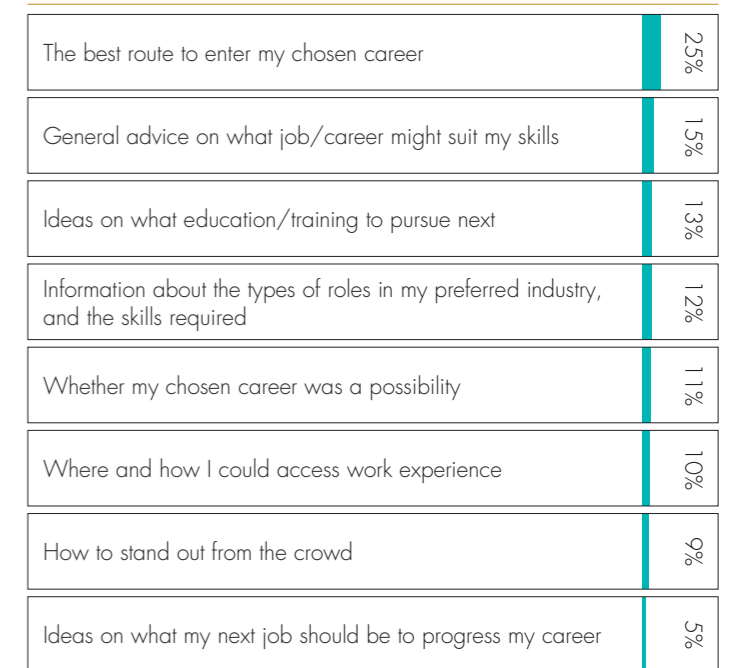 The best route to enter my chosen career
25%
General advice on what job/career might suit my skills
15%
Ideas on what education/training to pursue next
13%
Information about the types of roles in my preferred industry,
and the skills required
12%
Whether my chosen career was a possibility
11%
Where and how I could access work experience
10%
How to stand out from the crowd
9%
Ideas on what my next job should be to progress my career
5%